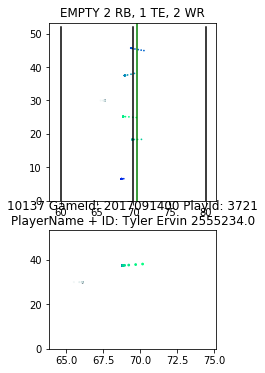 EMPTY 2 RB, 1 TE, 2 WR
50
40
30
20
10
0
60 65 70 75 80
10137 GameId: 2017091400 PlayId: 3721
PlayerName + ID: Tyler Ervin 2555234.0
40
20
0
65.0 67.5 70.0 72.5 75.0